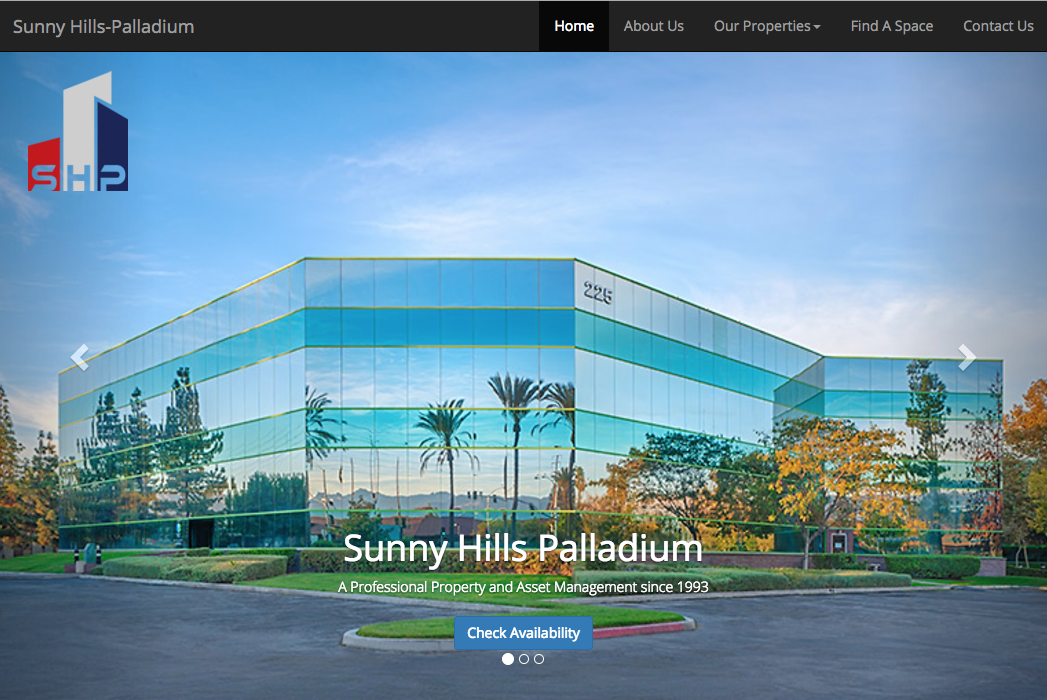 Sunny Hills-Palladium
Home
About Us
Our Properties
Find A Space
Contact Us
SHP
225
Sunny Hills Palladium
A Professional Property and Asset Management since 1993
Check Availability